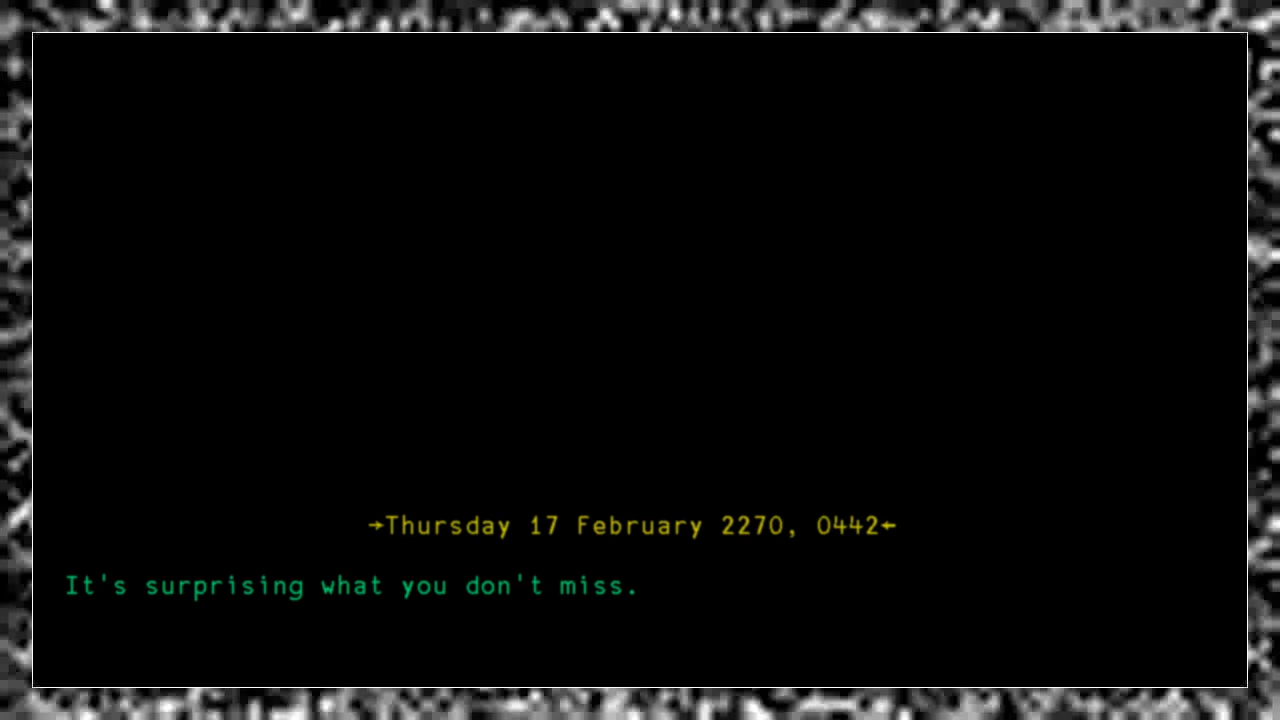 →Thursday 17 February 2270, 0442←
It's surprising what you don't miss.